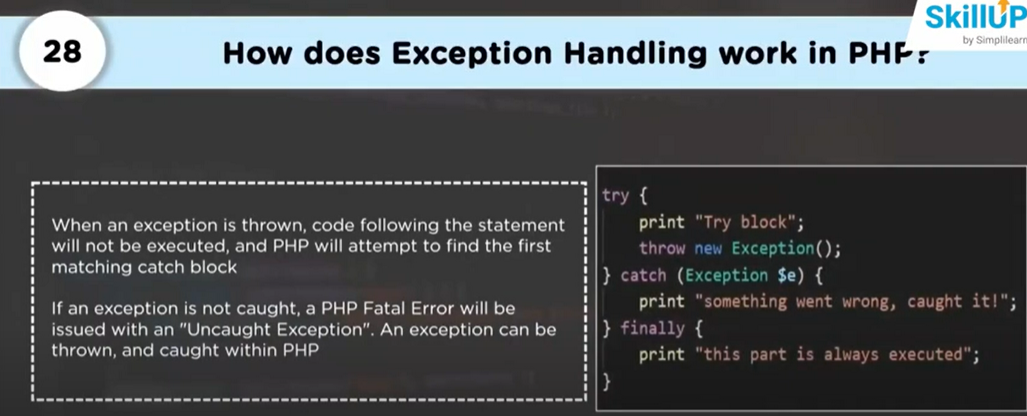 SkillUP
by Simplilearn
28
How does Exception Handling work in PHP?
When an exception is thrown, code following the statement
will not be executed, and PHP will attempt to find the first
matching catch block
If an exception is not caught, a PHP Fatal Error will be
issued with an "Uncaught Exception". An exception can be
thrown, and caught within PHP
try {
    print "Try block";
    throw new Exception();
} catch (Exception $e) {
    print "something went wrong, caught it!";
} finally {
    print "this part is always executed";
}